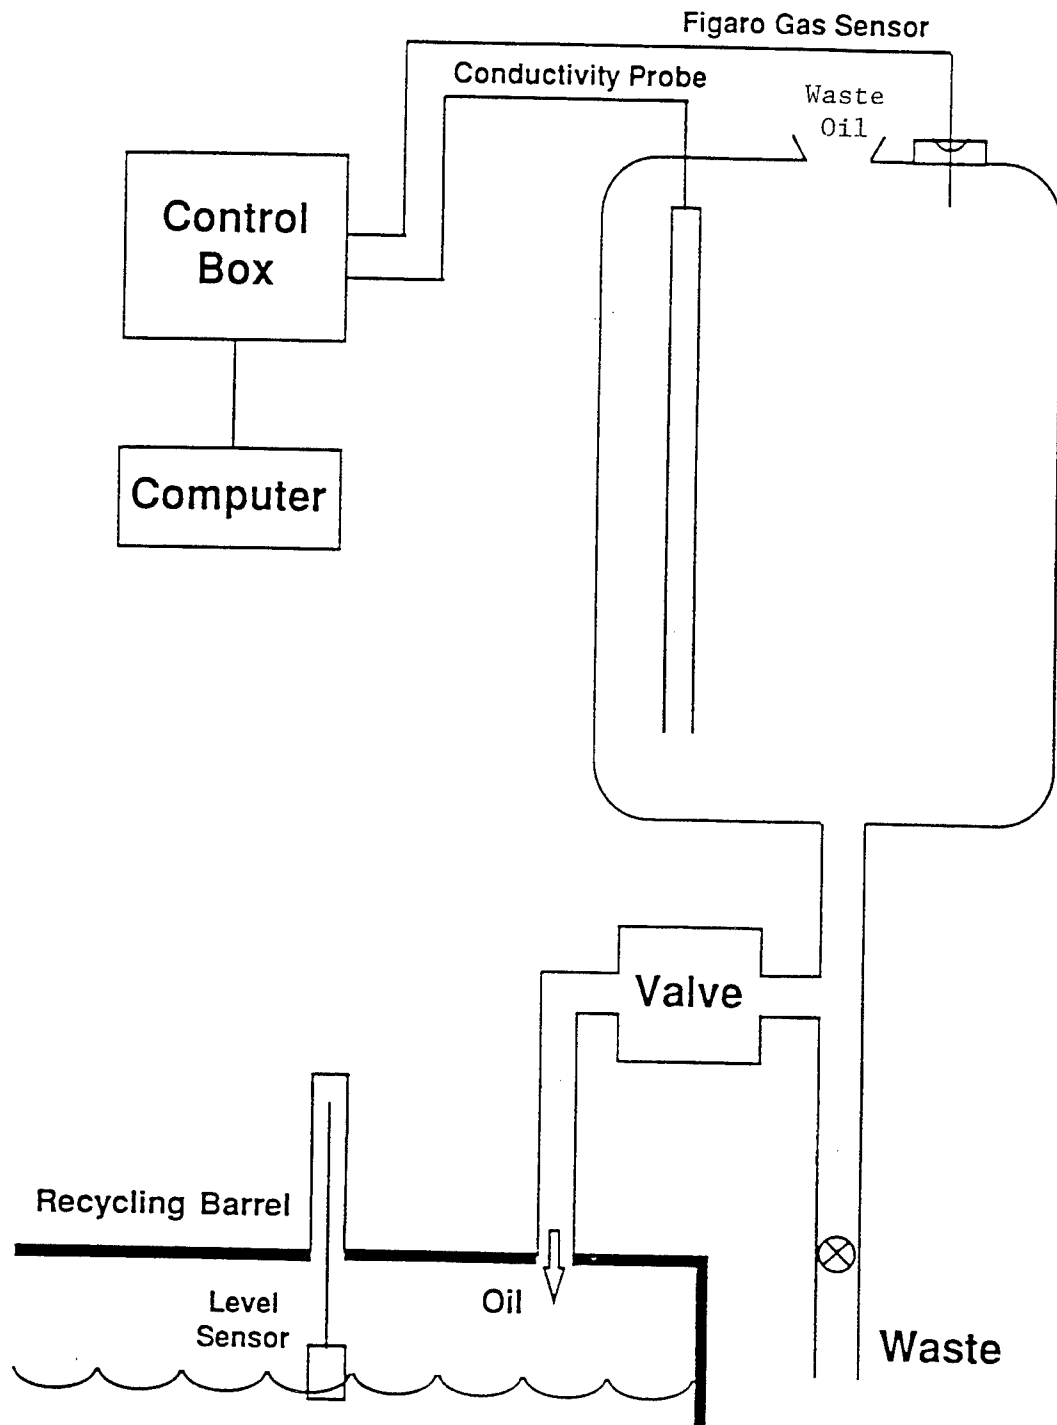 Figaro Gas Sensor
Conductivity Probe
Waste
Oil
Control
Box
Computer
Valve
Recycling Barrel
Level
Sensor
Oil
Waste